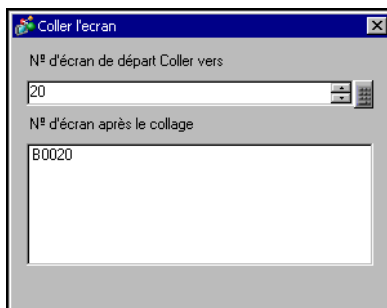 Coller l'ecran
Nº d'écran de départ Coller vers
20
Nº d'écran après le collage
B0020